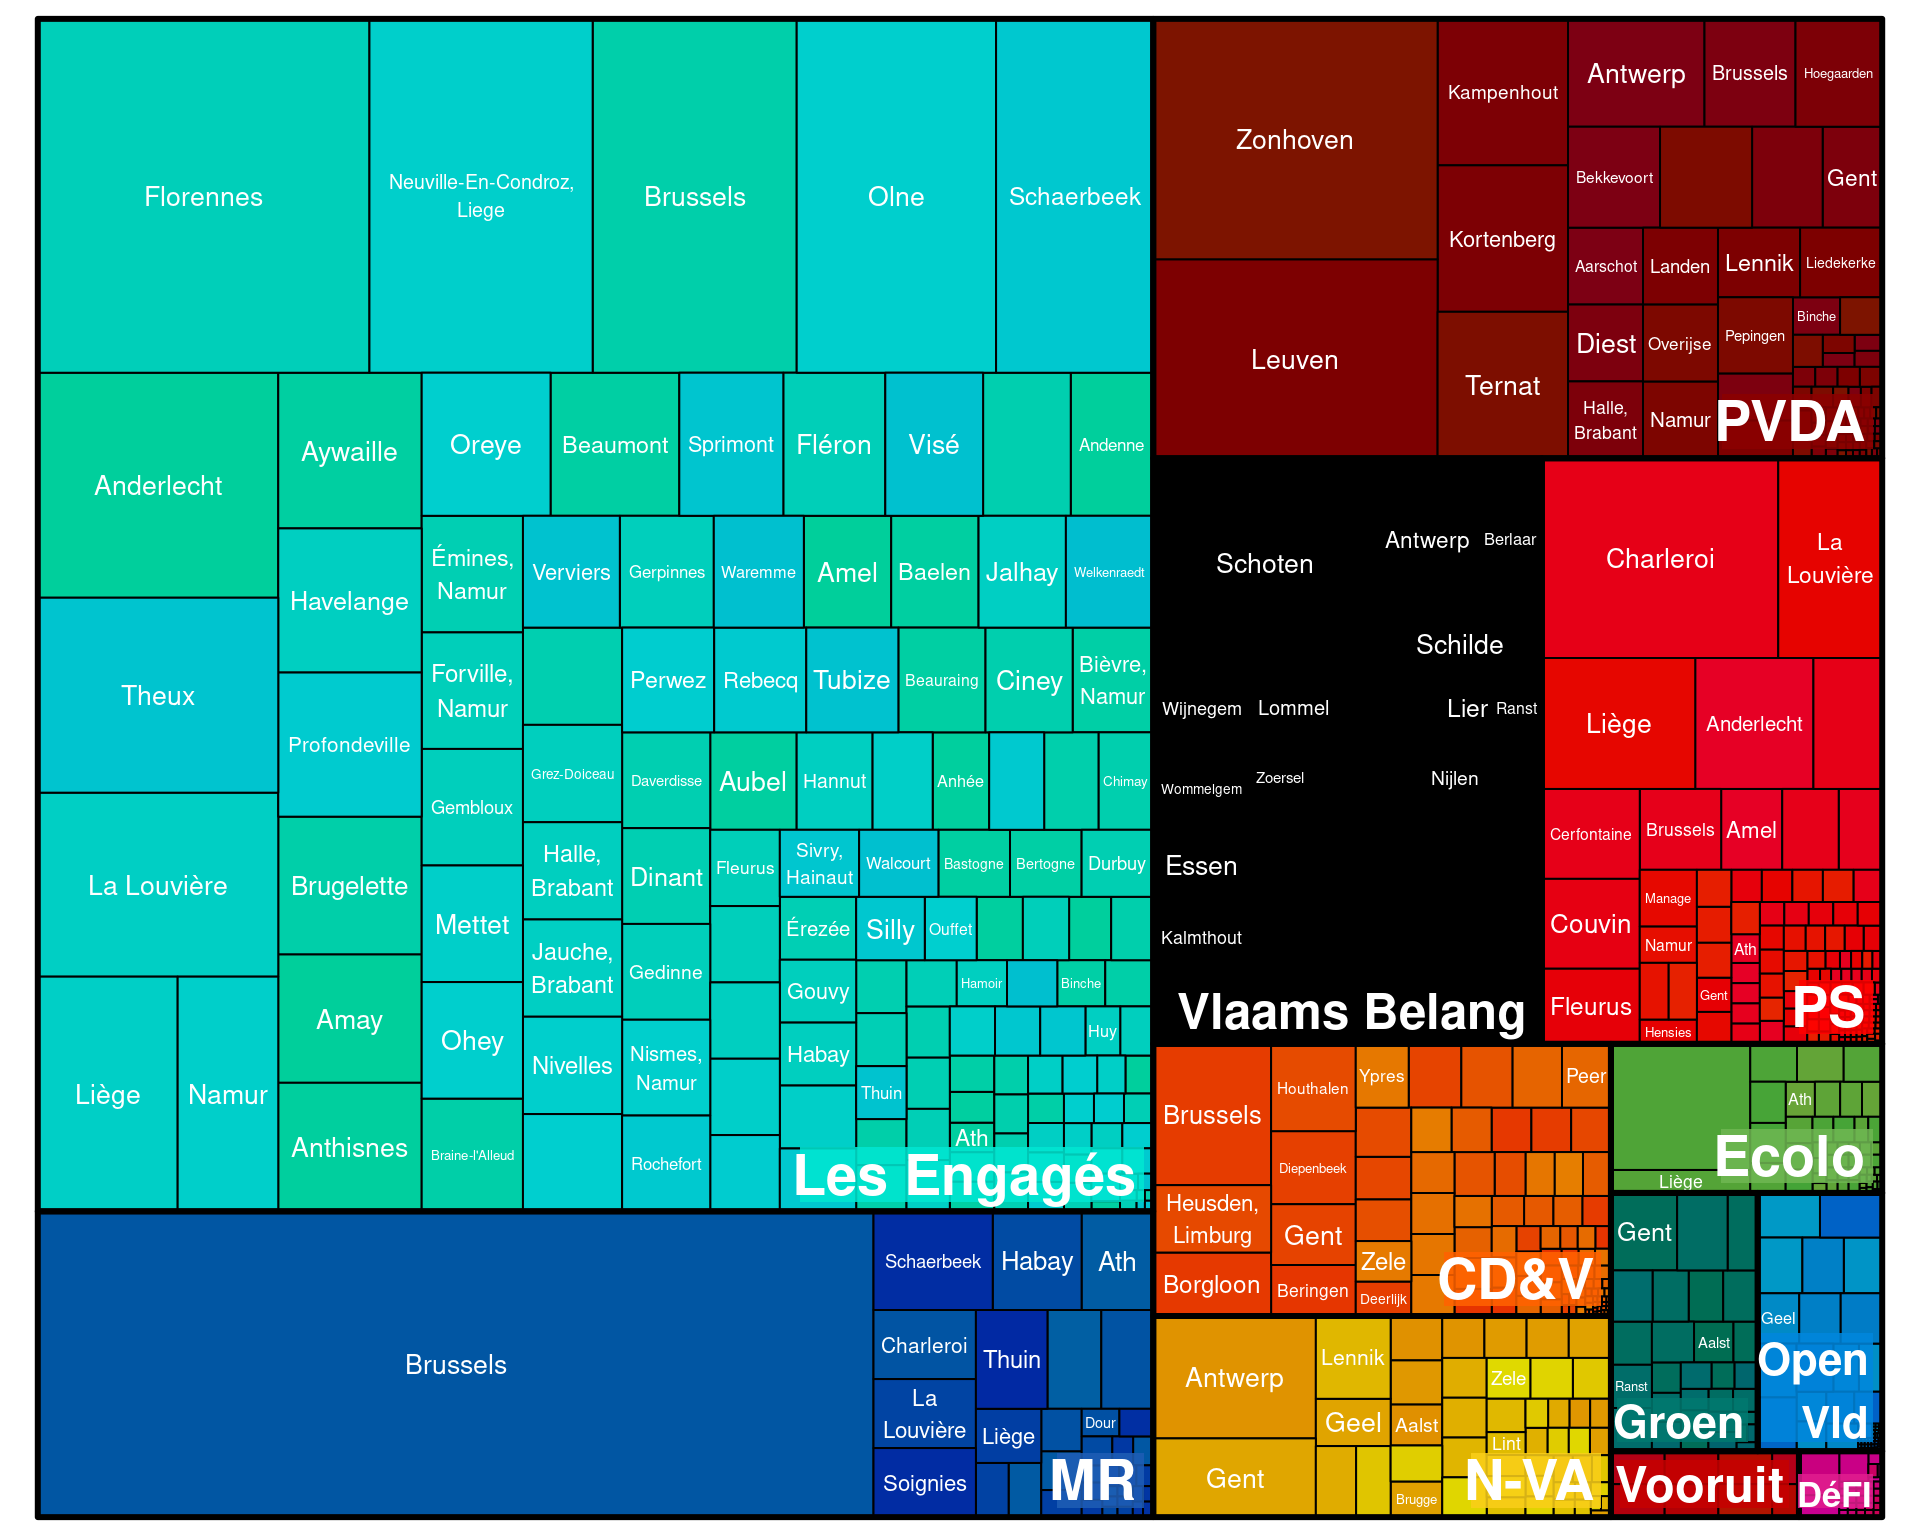 Florennes
Neuville-En-Condroz,
Liege
Brussels
Olne
Schaerbeek
Anderlecht
Theux
La Louvière
Liège
Namur
Aywaille
Havelange
Profondeville
Brugelette
Amay
Anthisnes
Oreye
Beaumont
Sprimont
Fléron
Visé
Andenne
Émines,
Namur
Forville,
Namur
Gembloux
Mettet
Ohey
Braine-l'Alleud
Verviers
Gerpinnes
Waremme
Amel
Baelen
Jalhay
Welkenraedt
Grez-Doiceau
Halle,
Brabant
Jauche,
Brabant
Nivelles
Perwez
Rebecq
Tubize
Beauraing
Ciney
Bièvre,
Namur
Daverdisse
Dinant
Gedinne
Nismes,
Namur
Rochefort
Aubel
Hannut
Anhée
Chimay
Fleurus
Sivry,
Hainaut
Walcourt
Bastogne
Bertogne
Durbuy
Érezée
Silly
Ouffet
Gouvy
Habay
Hamoir
Binche
Huy
Thuin
Ath
Les Engagés
Brussels
Schaerbeek
Habay
Ath
Charleroi
La
Louvière
Soignies
Thuin
Liège
Dour
MR
Zonhoven
Leuven
Kampenhout
Kortenberg
Ternat
Antwerp
Brussels
Hoegaarden
Bekkevoort
Gent
Aarschot
Landen
Lennik
Liedekerke
Diest
Overijse
Pepingen
Binche
Halle,
Brabant
Namur
PVDA
Schoten
Antwerp
Berlaar
Schilde
Wijnegem
Lommel
Lier
Ranst
Wommelgem
Zoersel
Nijlen
Essen
Kalmthout
Vlaams Belang
Charleroi
La
Louvière
Liège
Anderlecht
Cerfontaine
Brussels
Amel
Couvin
Fleurus
Manage
Namur
Ath
Gent
Hensies
PS
Brussels
Heusden,
Limburg
Borgloon
Houthalen
Diepenbeek
Gent
Beringen
Ypres
Peer
Zele
Deerlijk
CD&V
Antwerp
Gent
Lennik
Geel
Aalst
Brugge
Zele
Lint
N-VA
Ath
Liège
Ecolo
Gent
Aalst
Ranst
Groen
Geel
Open
Vld
Vooruit
DéFI